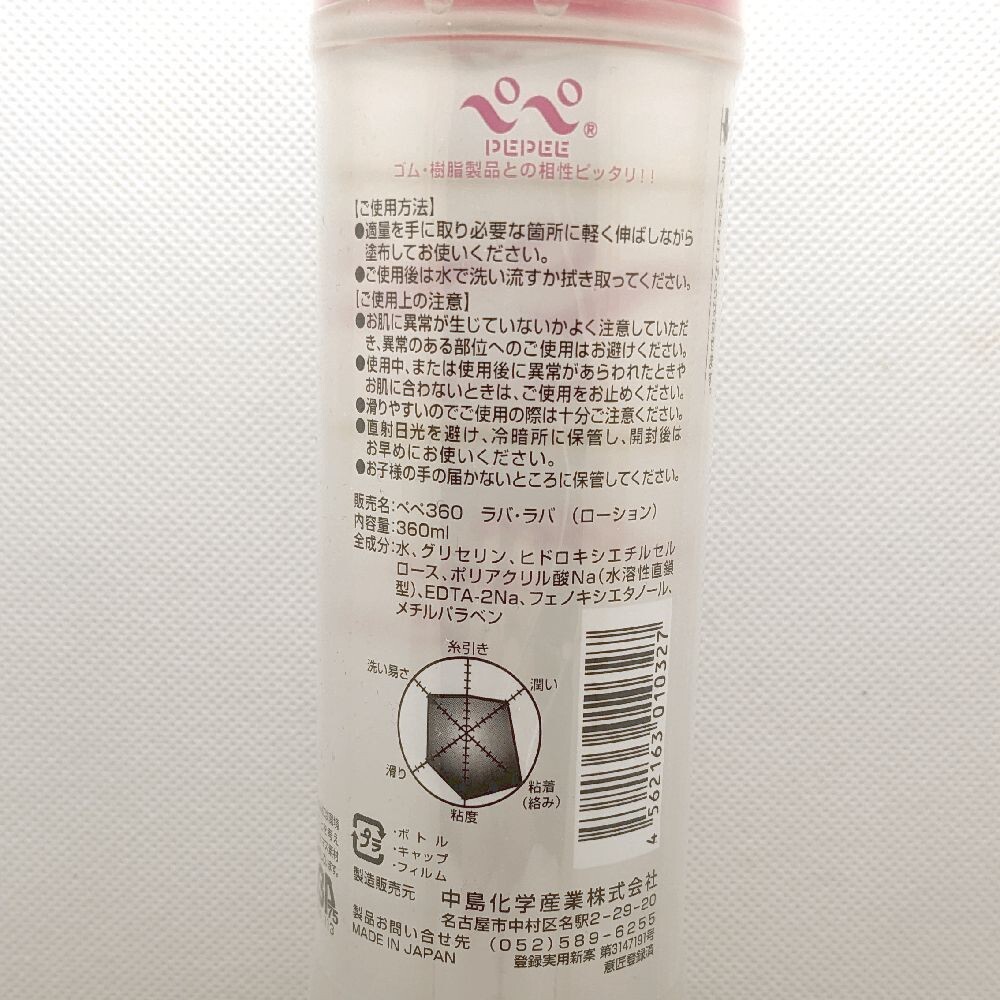 ペペ®
PEPEE
ゴム・樹脂製品との相性ピッタリ!!
【ご使用方法】
●適量を手に取り必要な箇所に軽く伸ばしながら
塗布してお使いください。
●ご使用後は水で洗い流すか拭き取ってください。
【ご使用上の注意】
●お肌に異常が生じていないかよく注意していただ
き、異常のある部位へのご使用はお避けください。
●使用中、または使用後に異常があらわれたときや
お肌に合わないときは、ご使用をお止めください。
●滑りやすいのでご使用の際は十分ご注意ください。
●直射日光を避け、冷暗所に保管し、開封後は
お早めにお使いください。
●お子様の手の届かないところに保管してください。
販売名:ペペ360 ラバ・ラバ (ローション)
内容量:360ml
全成分:水、グリセリン、ヒドロキシエチルセル
ロース、ポリアクリル酸Na(水溶性直鎖
型)、EDTA-2Na、フェノキシエタノール、
メチルパラベン
糸引き
洗い易さ
潤い
滑り
粘着
(絡み)
粘度
4 562163 010327
プラ
・ボトル
・キャップ
・フィルム
製造販売元 中島化学産業株式会社
名古屋市中村区名駅2-29-20
製品お問い合せ先 (052)589-6255
MADE IN JAPAN
登録実用新案 第3147191号
意匠登録済